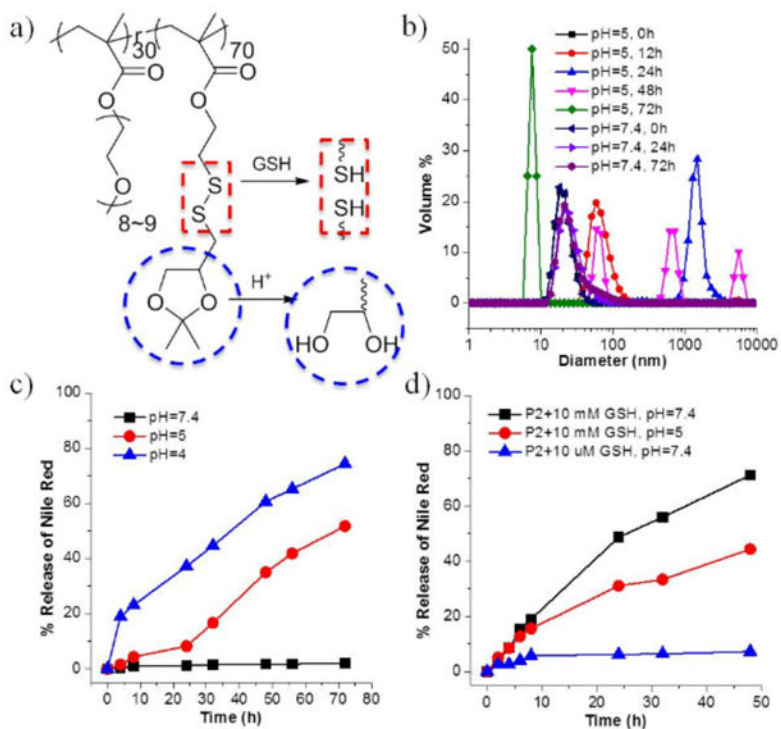 a)
30
r
70
O
O
O
O
O
8~9
S
S
GSH
SH
SH
O
O
H+
HO
OH
b)
Volume %
50
40
30
20
10
0
pH=5, 0h
pH=5, 12h
pH=5, 24h
pH=5, 48h
pH=5, 72h
pH=7.4, 0h
pH=7.4, 24h
pH=7.4, 72h
1 10 100 1000 10000
Diameter (nm)
c)
% Release of Nile Red
100
80
60
40
20
0
pH=7.4
pH=5
pH=4
0 10 20 30 40 50 60 70 80
Time (h)
d)
% Release of Nile Red
100
80
60
40
20
0
P2+10 mM GSH, pH=7.4
P2+10 mM GSH, pH=5
P2+10 uM GSH, pH=7.4
0 10 20 30 40 50
Time (h)